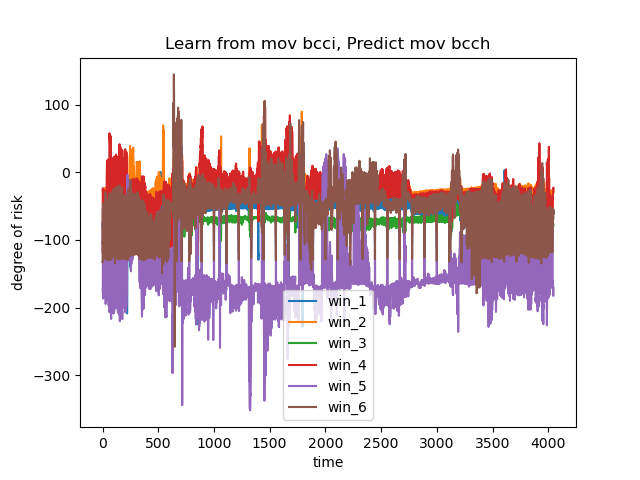 Learn from mov bcci, Predict mov bcch
degree of risk
100
0
−100
−200
−300
win_1
win_2
win_3
win_4
win_5
win_6
0 500 1000 1500 2000 2500 3000 3500 4000
time